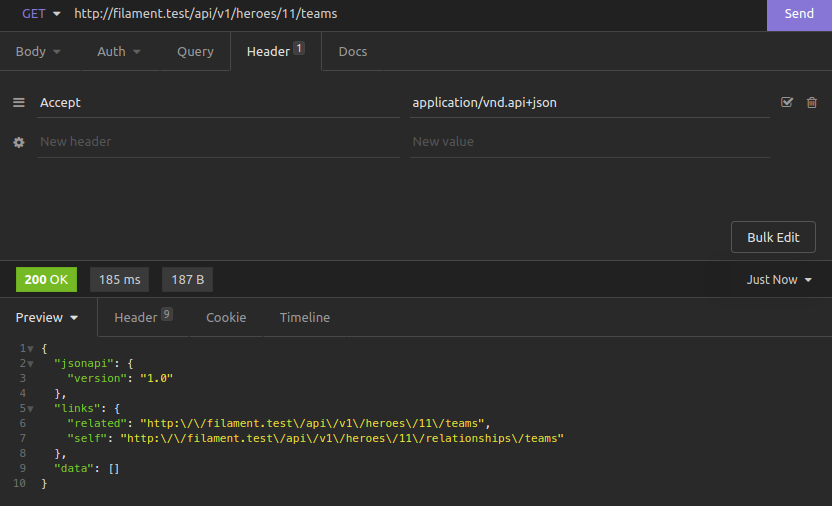 GET http://filament.test/api/v1/heroes/11/teams Send
Body Auth Query Header 1 Docs
Accept application/vnd.api+json
New header New value
Bulk Edit
200 OK 185 ms 187 B Just Now
Preview Header 9 Cookie Timeline
1 {
2 "jsonapi": {
3 "version": "1.0"
4 },
5 "links": {
6 "related": "http:\/\/filament.test\/api\/v1\/heroes\/11\/teams",
7 "self": "http:\/\/filament.test\/api\/v1\/heroes\/11\/relationships\/teams"
8 },
9 "data": []
10 }